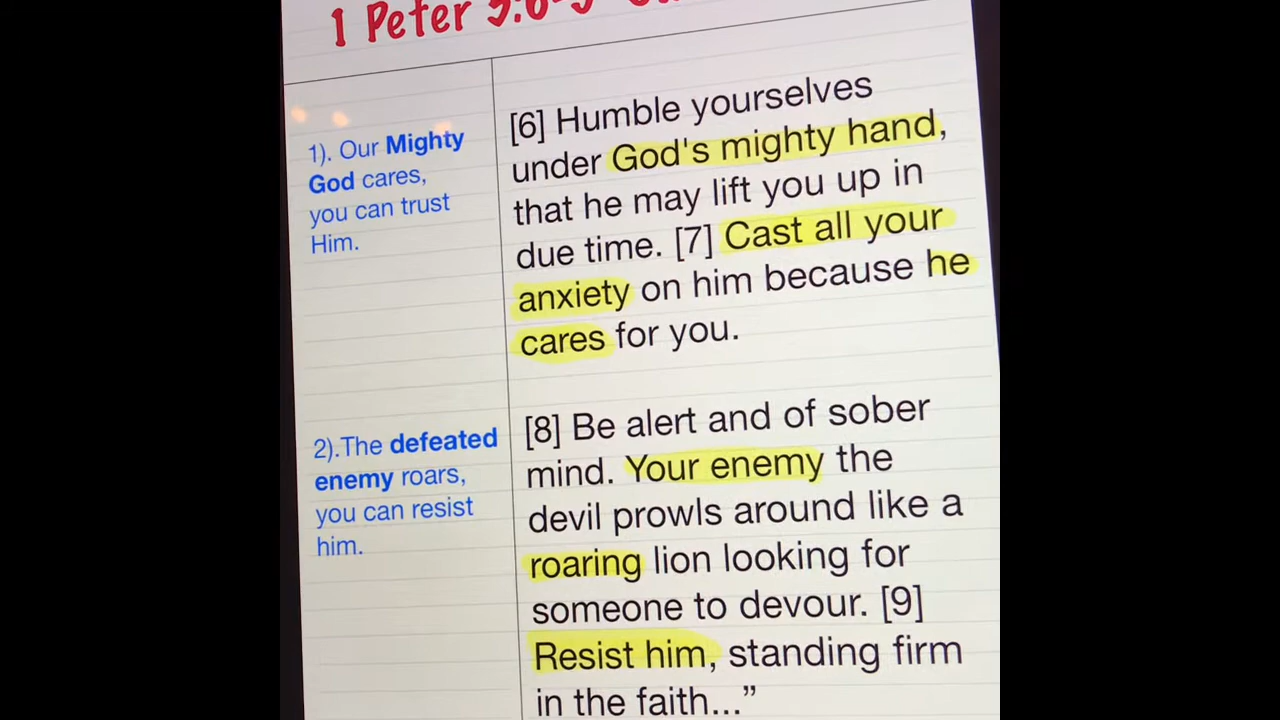 1 Peter 5:6-9
1). Our Mighty
God cares,
you can trust
Him.
[6] Humble yourselves
under God's mighty hand,
that he may lift you up in
due time. [7] Cast all your
anxiety on him because he
cares for you.
2).The defeated
enemy roars,
you can resist
him.
[8] Be alert and of sober
mind. Your enemy the
devil prowls around like a
roaring lion looking for
someone to devour. [9]
Resist him, standing firm
in the faith...”